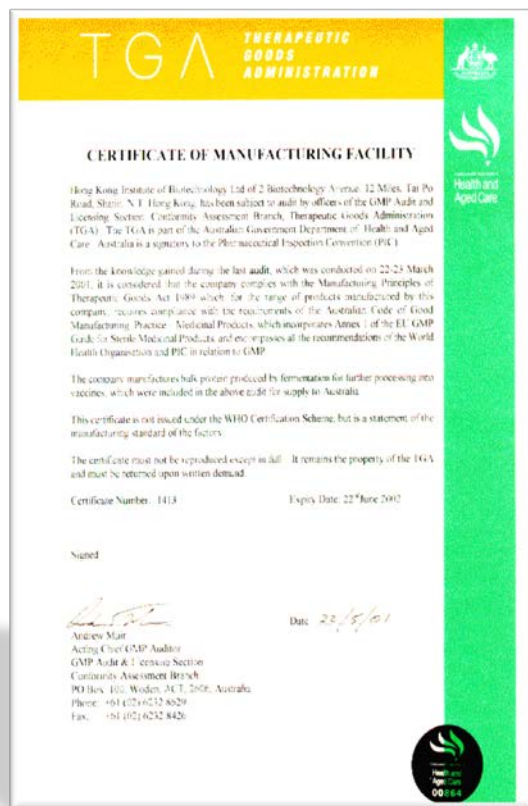 TGA
THERAPEUTIC
GOODS
ADMINISTRATION
CERTIFICATE OF MANUFACTURING FACILITY
Health and
Aged Care
Hong Kong Institute of Biotechnology Ltd of 2 Biotechnology Avenue, 12 Miles, Tai Po
Road, Shatin, N.T. Hong Kong, has been subject to audit by officers of the GMP Audit and
Licensing Section, Conformity Assessment Branch, Therapeutic Goods Administration
(TGA). The TGA is part of the Australian Government Department of Health and Aged
Care. Australia is a signatory to the Pharmaceutical Inspection Convention (PIC)
From the knowledge gained during the last audit, which was conducted on 22-23 March
2001, it is considered that the company complies with the Manufacturing Principles of
Therapeutic Goods Act 1989 which, for the range of products manufactured by this
company, requires compliance with the requirements of the Australian Code of Good
Manufacturing Practice - Medicinal Products, which incorporates Annex 1 of the EU GMP
Guide for Sterile Medicinal Products and encompasses all the recommendations of the World
Health Organisation and PIC in relation to GMP
The company manufactures bulk protein produced by fermentation for further processing into
vaccines, which were included in the above audit for supply to Australia.
This certificate is not issued under the WHO Certification Scheme, but is a statement of the
manufacturing standard of the factory.
The certificate must not be reproduced except in full. It remains the property of the TGA
and must be returned upon written demand.
Certificate Number: 1413 Expiry Date: 22nd June 2002
Signed
Date 22/5/01
Andrew Mair
Acting Chief GMP Auditor
GMP Audit & Licensing Section
Conformity Assessment Branch
PO Box 100, Woden, ACT, 2606, Australia
Phone: +61 (02) 6232 8629
Fax: +61 (02) 6232 8426
Health and
Aged Care
00864